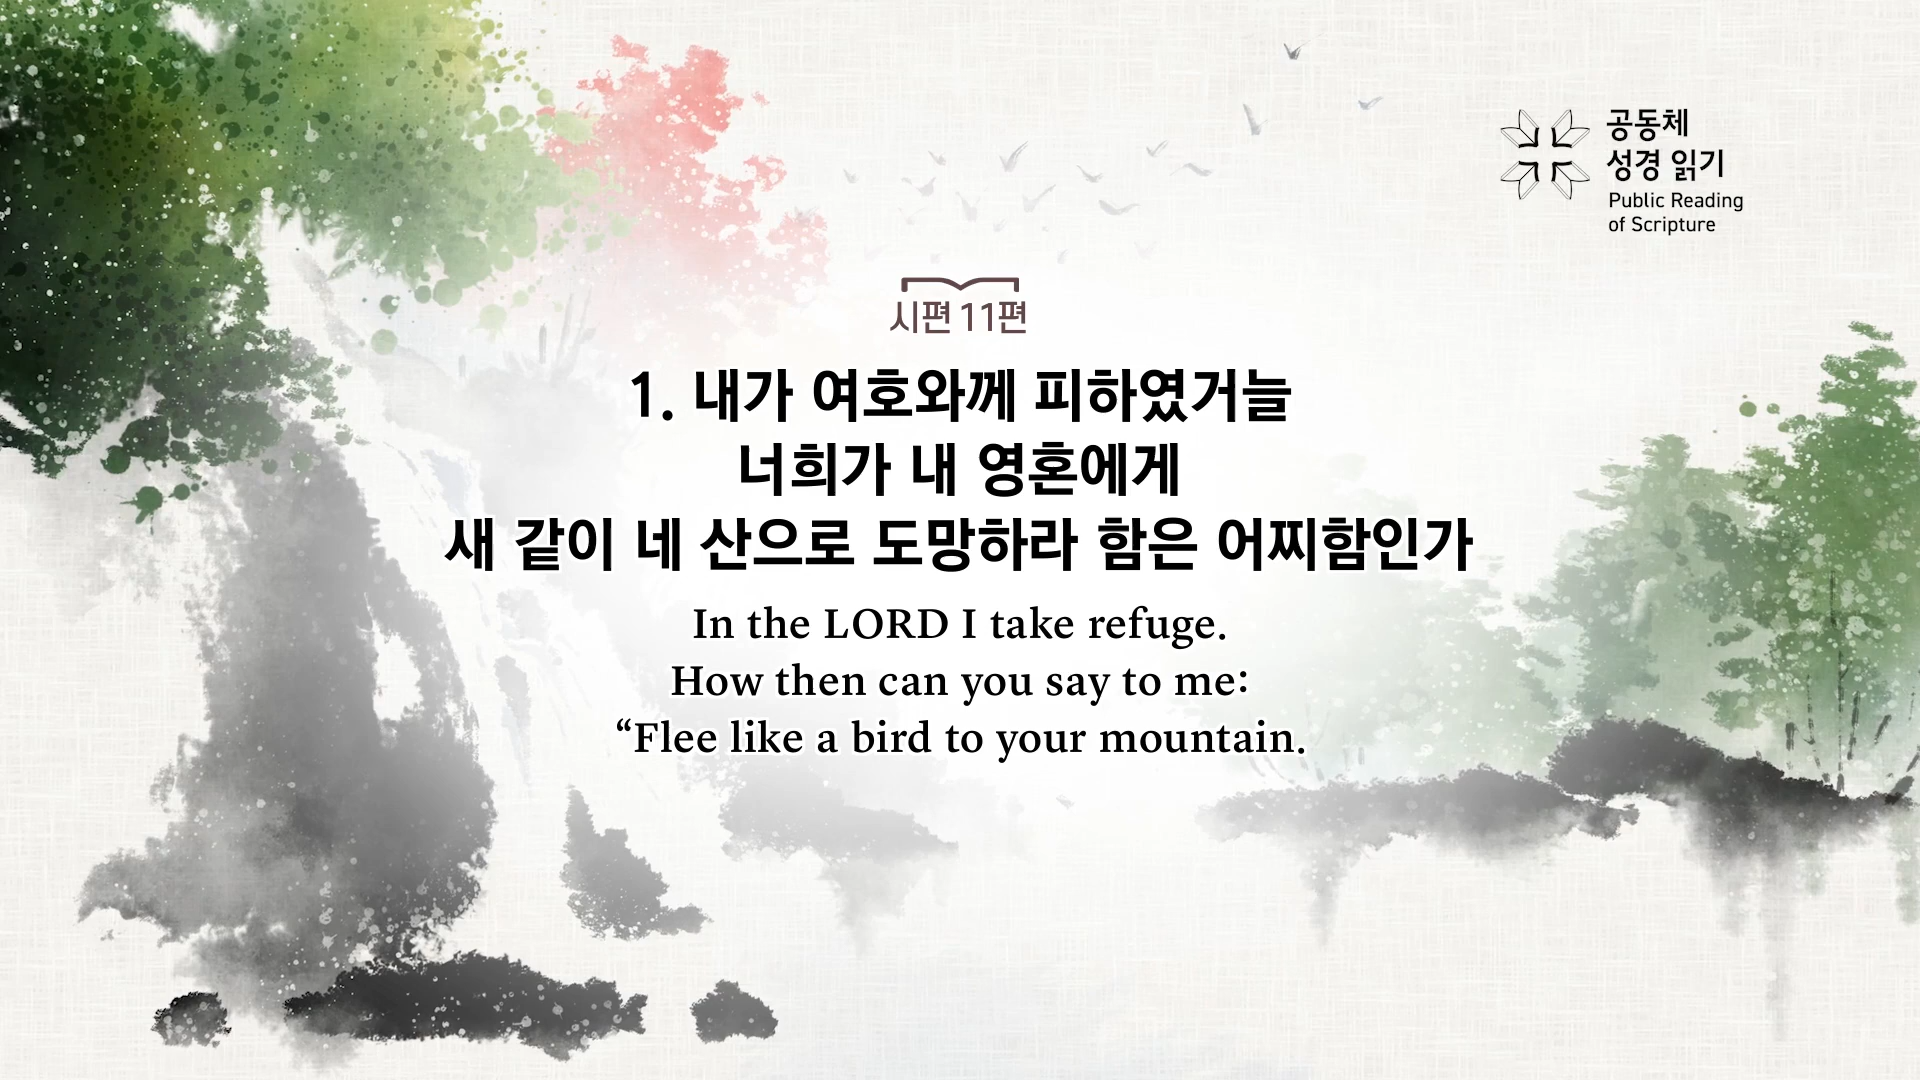 공동체
성경 읽기
Public Reading
of Scripture
시편 11편
1. 내가 여호와께 피하였거늘
너희가 내 영혼에게
새 같이 네 산으로 도망하라 함은 어찌함인가
In the LORD I take refuge.
How then can you say to me:
“Flee like a bird to your mountain.